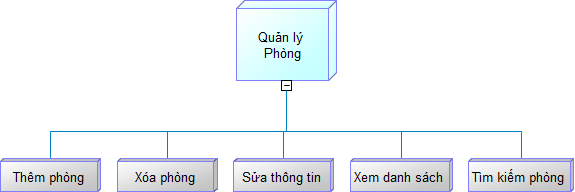 Quản lý
Phòng
Thêm phòng
Xóa phòng
Sửa thông tin
Xem danh sách
Tìm kiếm phòng